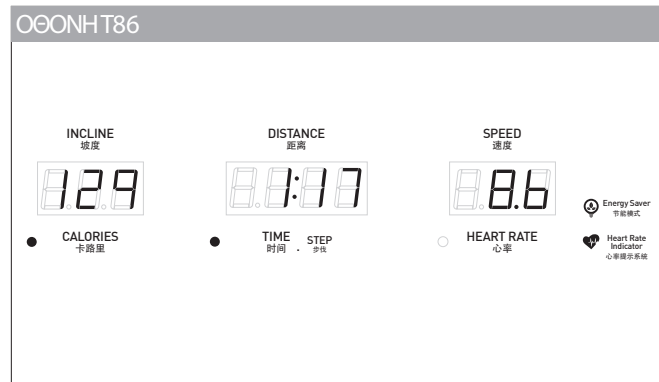 ΟΘΟΝΗ T86
INCLINE
坡度
DISTANCE
距离
SPEED
速度
129
1:17
8.6
CALORIES
卡路里
TIME
时间
.
STEP
步伐
HEART RATE
心率
Energy Saver
节能模式
Heart Rate
Indicator
心率提示系统